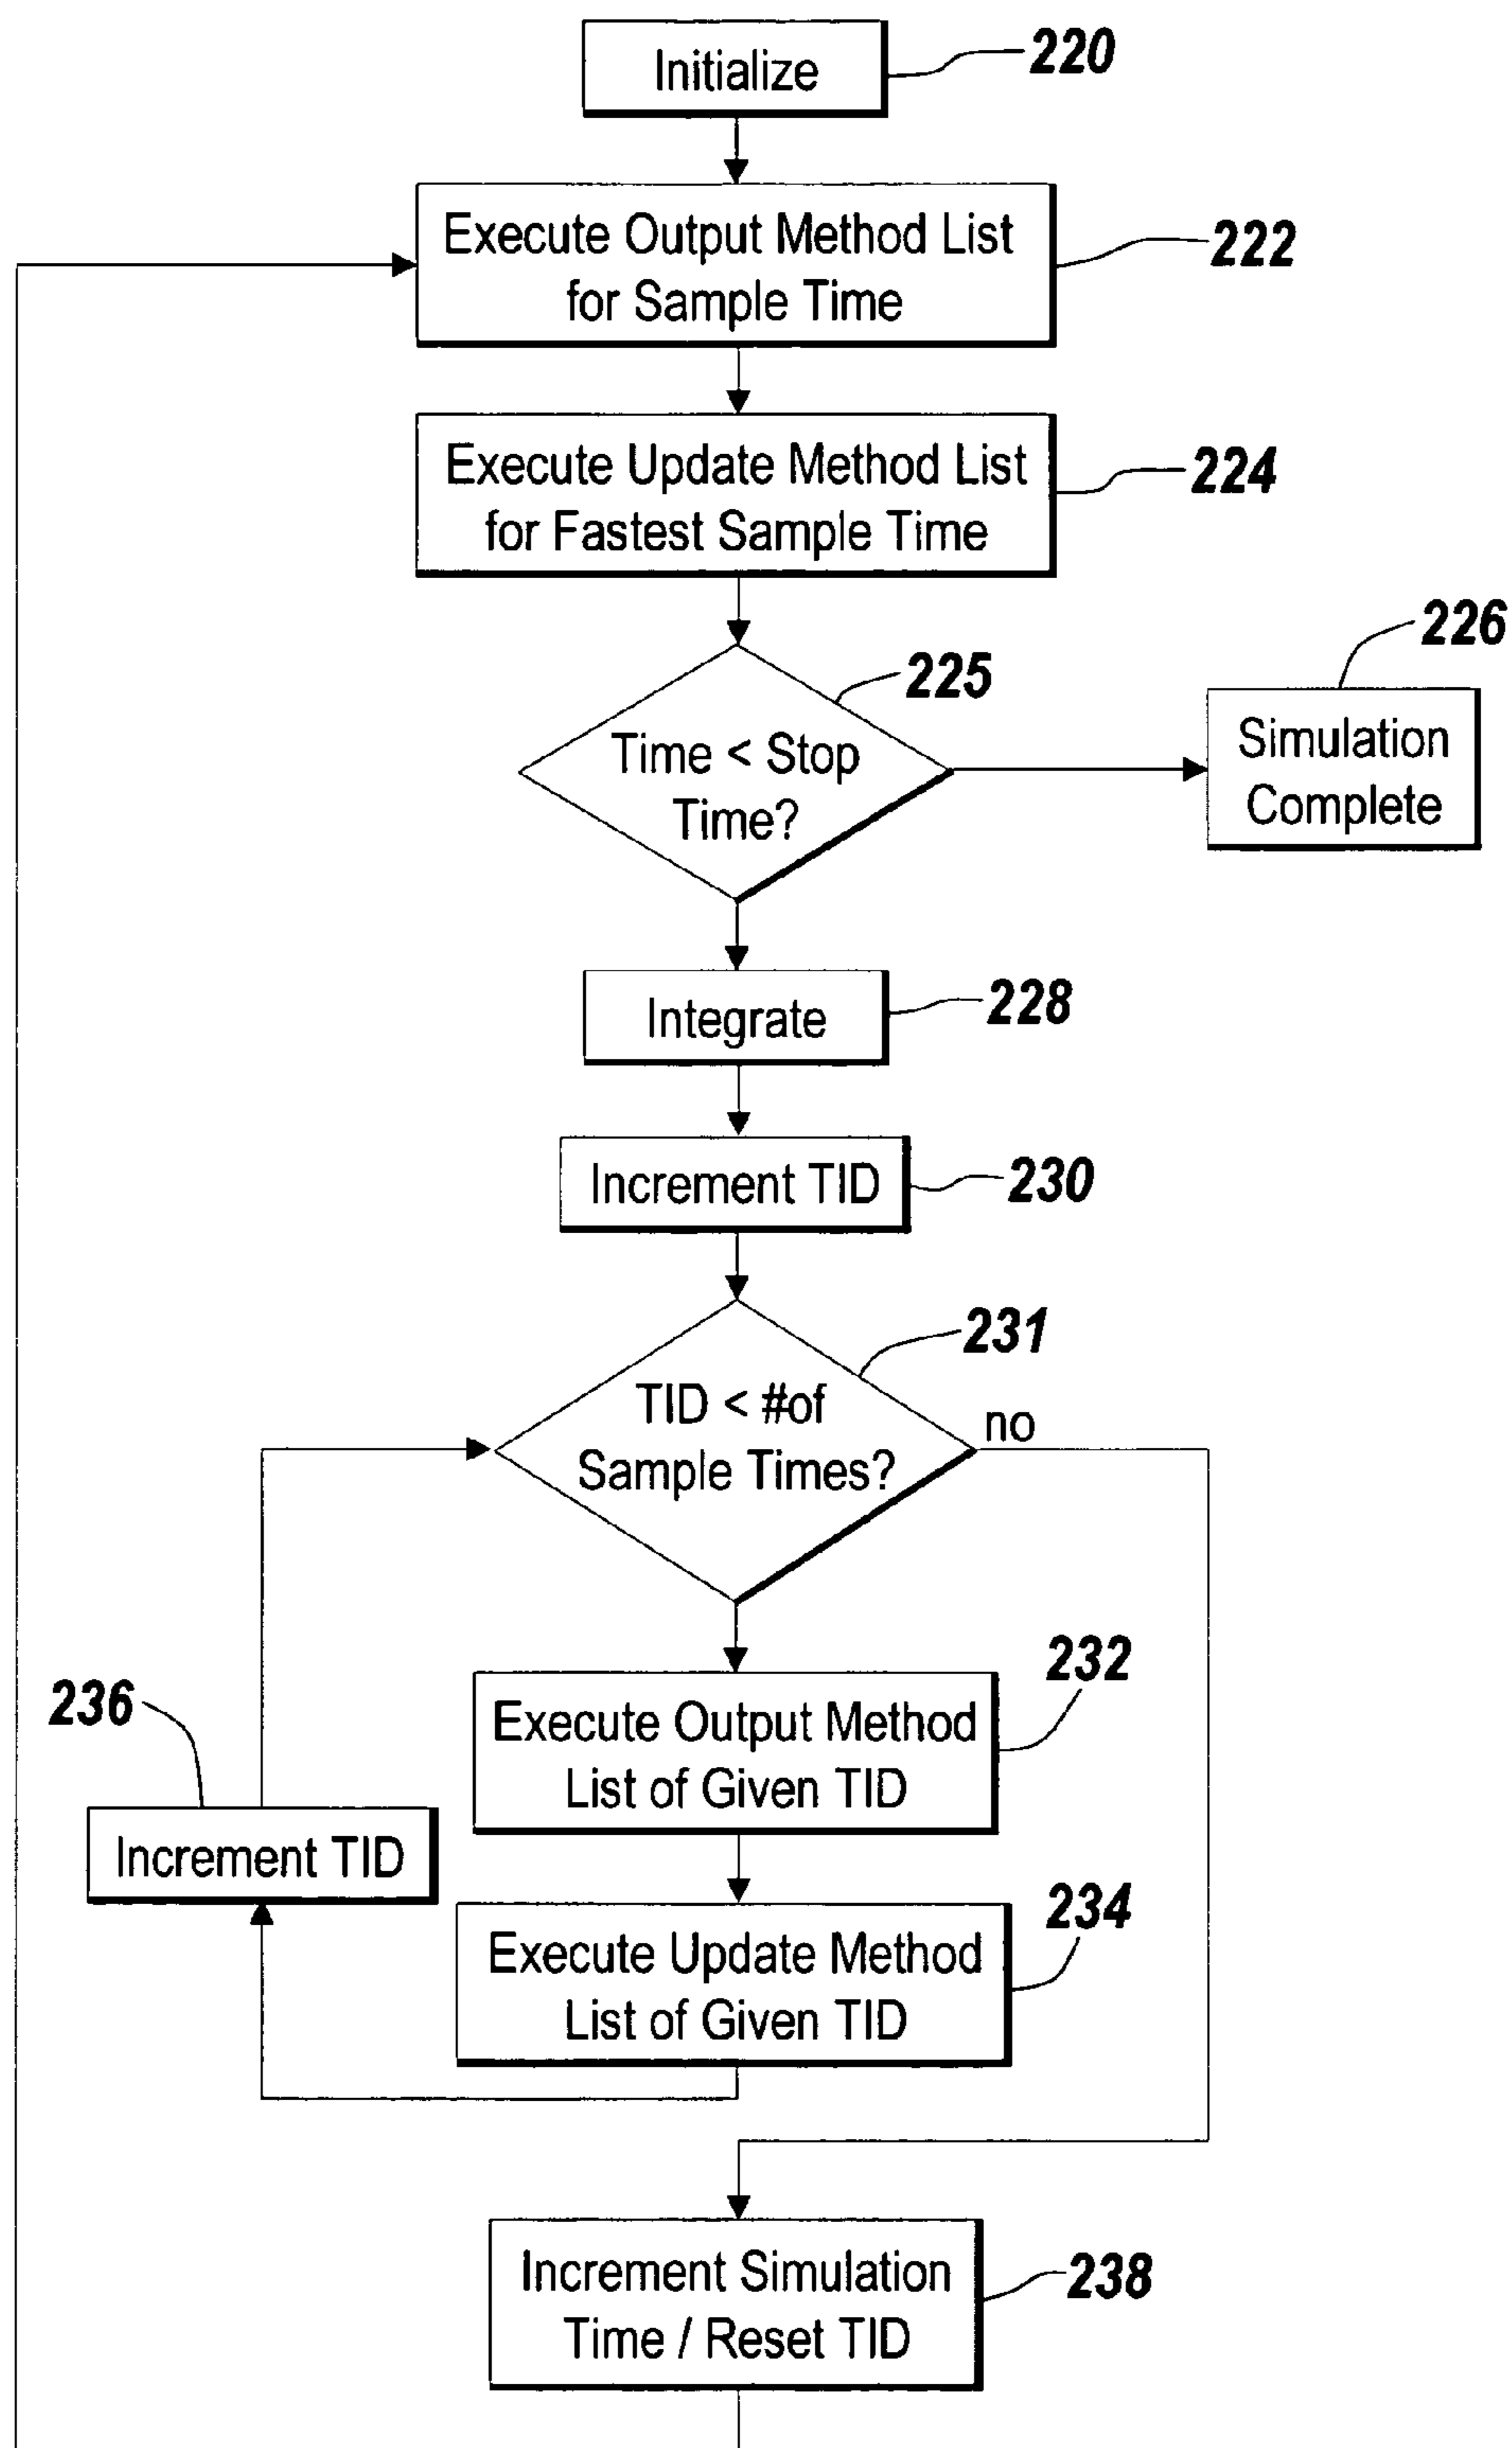 Initialize
220
Execute Output Method List
for Sample Time
222
Execute Update Method List
for Fastest Sample Time
224
225
226
Time < Stop
Time?
Simulation
Complete
Integrate
228
Increment TID
230
231
TID < #of
Sample Times?
no
232
Execute Output Method
List of Given TID
236
Increment TID
234
Execute Update Method
List of Given TID
Increment Simulation
Time / Reset TID
238